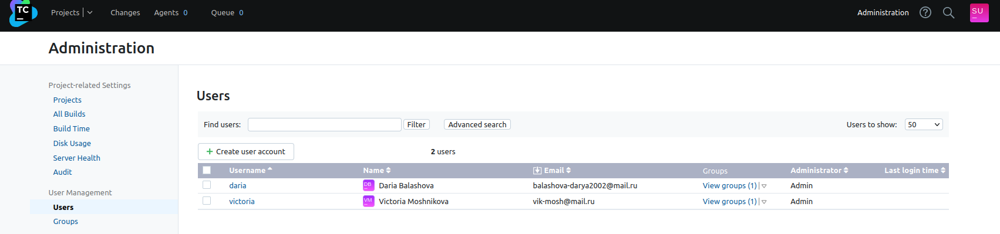 TC Projects Changes Agents 0 Queue 0 Administration ? SU
Administration
Project-related Settings
Projects
All Builds
Build Time
Disk Usage
Server Health
Audit
User Management
Users
Groups
Users
Find users: Filter Advanced search Users to show: 50
+ Create user account 2 users
Username Name Email Groups Administrator Last login time
daria DB Daria Balashova balashova-darya2002@mail.ru View groups (1) Admin
victoria VM Victoria Moshnikova vik-mosh@mail.ru View groups (1) Admin